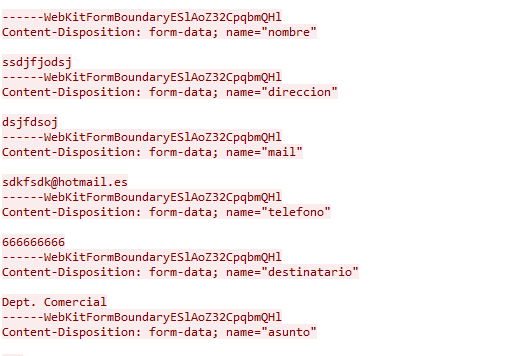 ------WebKitFormBoundaryESlAoZ32CpqbmQHl
Content-Disposition: form-data; name="nombre"
ssdjfjodsj
------WebKitFormBoundaryESlAoZ32CpqbmQHl
Content-Disposition: form-data; name="direccion"
dsjfdsoj
------WebKitFormBoundaryESlAoZ32CpqbmQHl
Content-Disposition: form-data; name="mail"
sdkfsdk@hotmail.es
------WebKitFormBoundaryESlAoZ32CpqbmQHl
Content-Disposition: form-data; name="telefono"
666666666
------WebKitFormBoundaryESlAoZ32CpqbmQHl
Content-Disposition: form-data; name="destinatario"
Dept. Comercial
------WebKitFormBoundaryESlAoZ32CpqbmQHl
Content-Disposition: form-data; name="asunto"